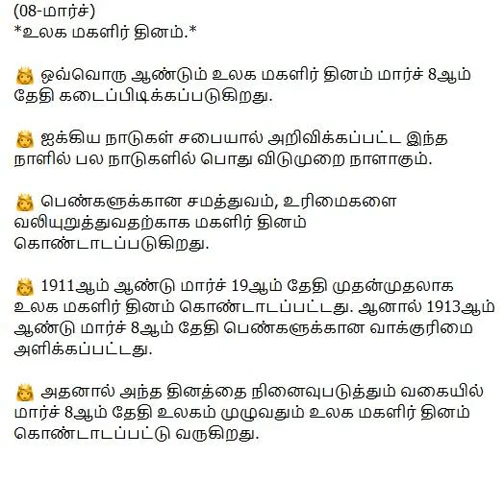 (08-மார்ச்)
*உலக மகளிர் தினம்.*
👸 ஒவ்வொரு ஆண்டும் உலக மகளிர் தினம் மார்ச் 8ஆம்
தேதி கடைப்பிடிக்கப்படுகிறது.
👸 ஐக்கிய நாடுகள் சபையால் அறிவிக்கப்பட்ட இந்த
நாளில் பல நாடுகளில் பொது விடுமுறை நாளாகும்.
👸 பெண்களுக்கான சமத்துவம், உரிமைகளை
வலியுறுத்துவதற்காக மகளிர் தினம்
கொண்டாடப்படுகிறது.
👸 1911ஆம் ஆண்டு மார்ச் 19ஆம் தேதி முதன்முதலாக
உலக மகளிர் தினம் கொண்டாடப்பட்டது. ஆனால் 1913ஆம்
ஆண்டு மார்ச் 8ஆம் தேதி பெண்களுக்கான வாக்குரிமை
அளிக்கப்பட்டது.
👸 அதனால் அந்த தினத்தை நினைவுபடுத்தும் வகையில்
மார்ச் 8ஆம் தேதி உலகம் முழுவதும் உலக மகளிர் தினம்
கொண்டாடப்பட்டு வருகிறது.